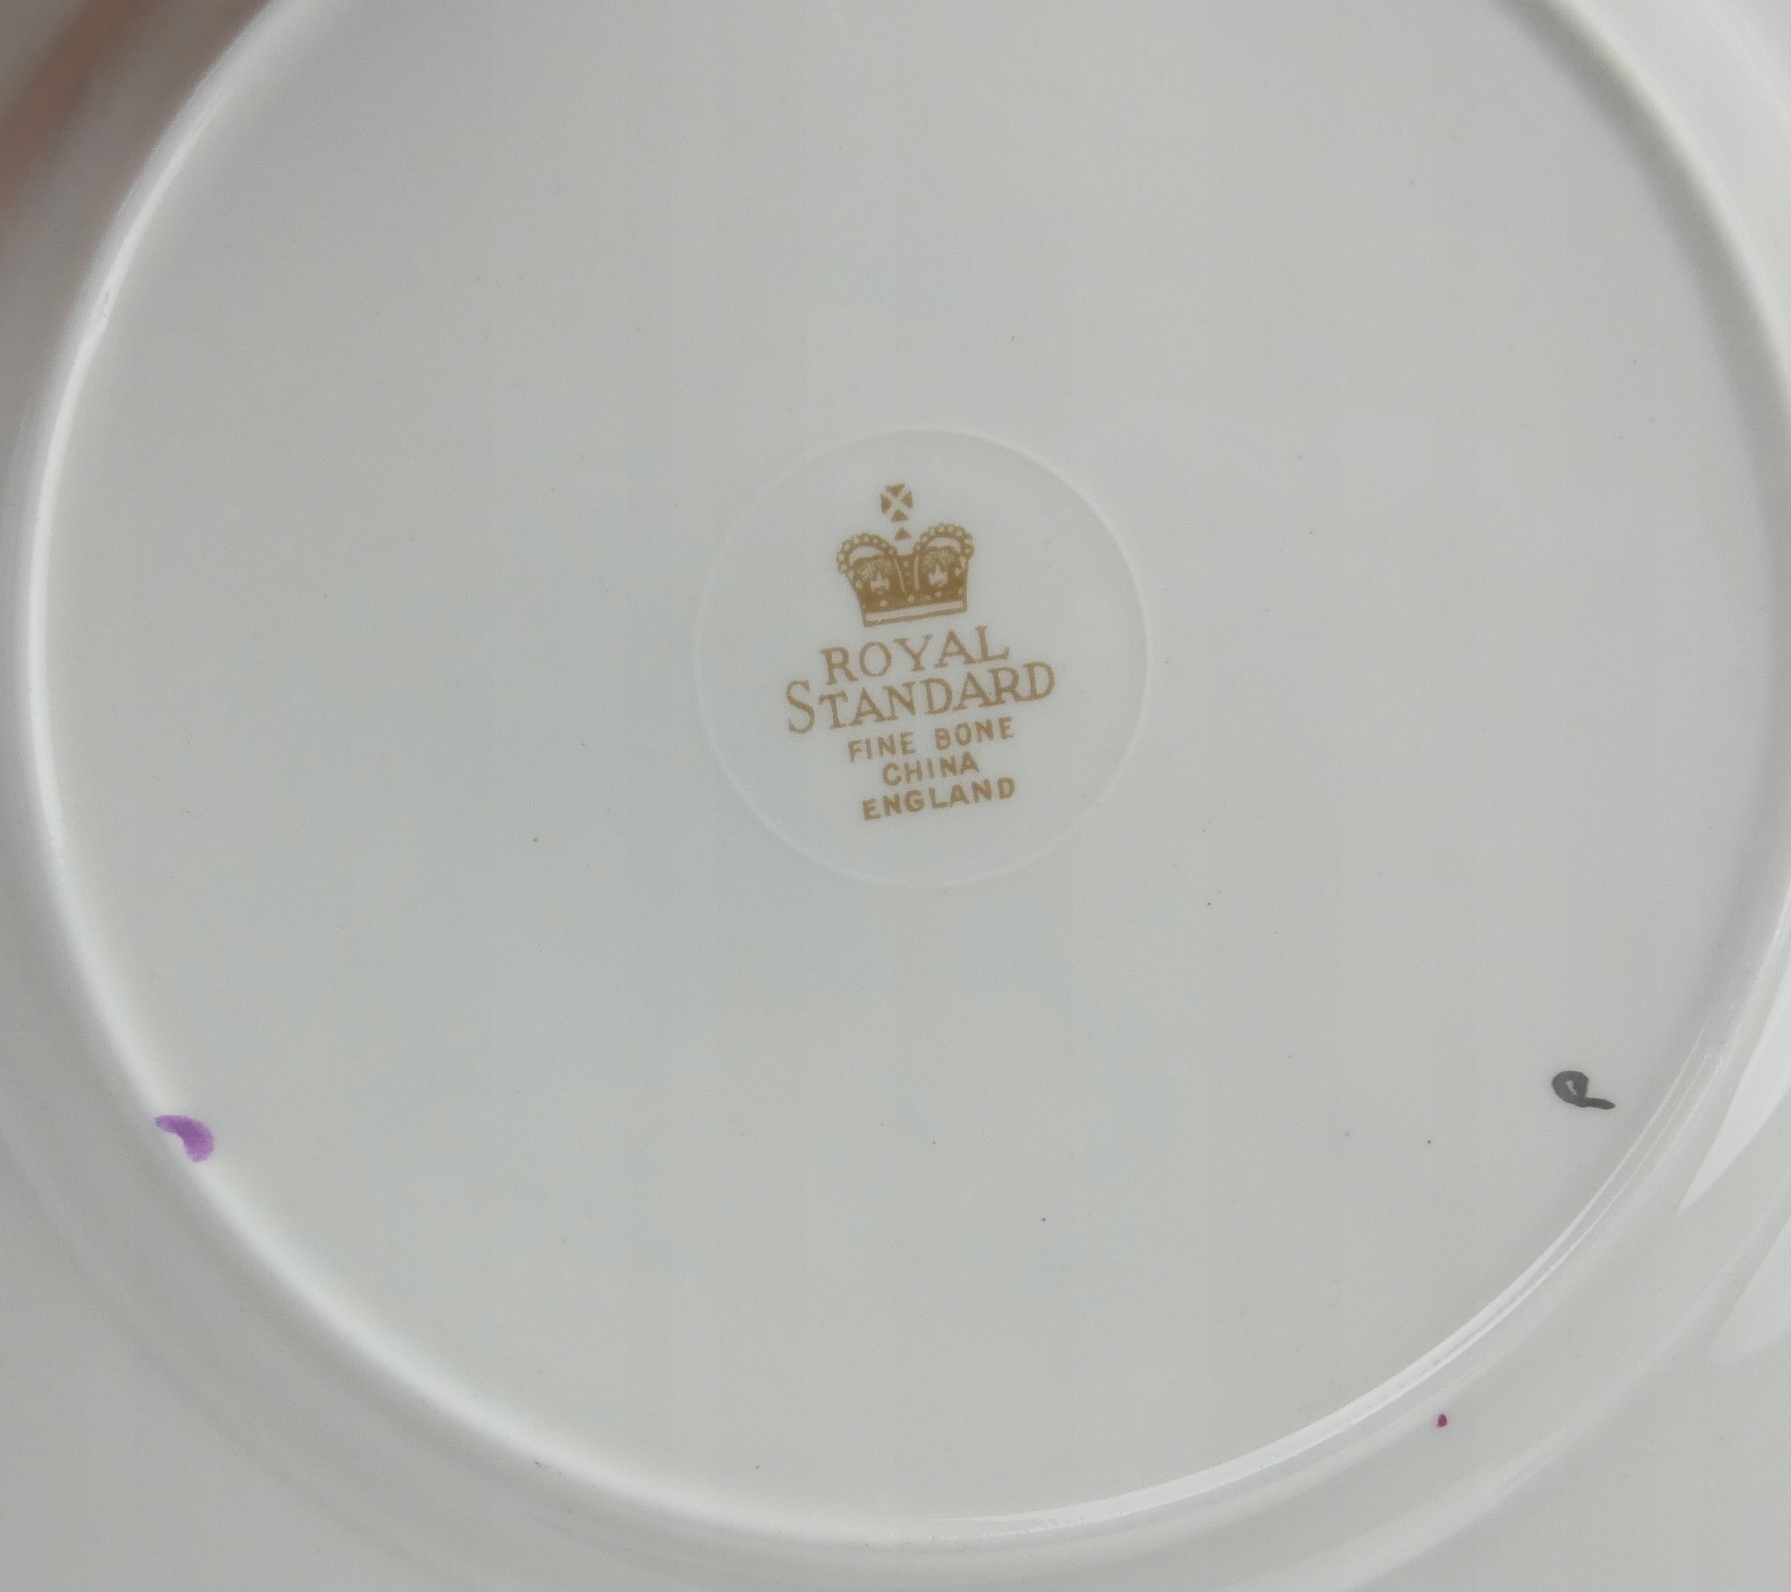 ROYAL
STANDARD
FINE BONE
CHINA
ENGLAND